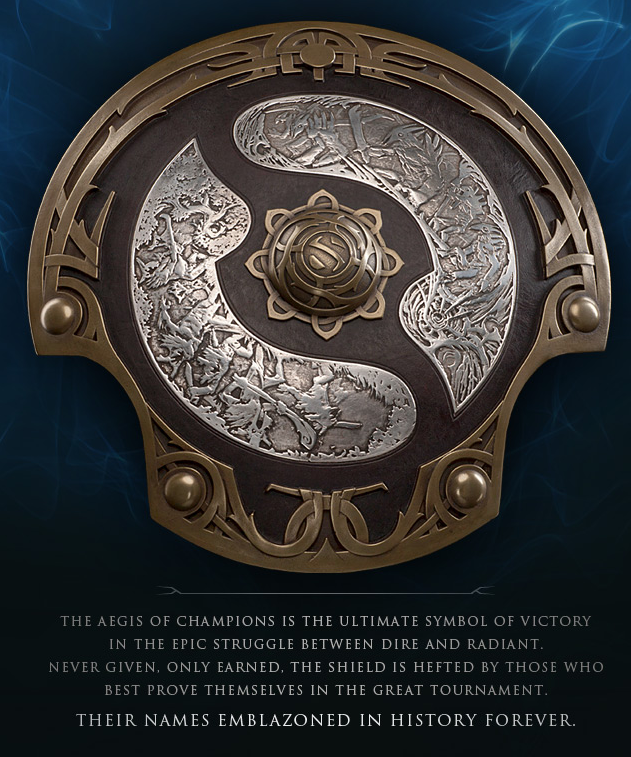 THE AEGIS OF CHAMPIONS IS THE ULTIMATE SYMBOL OF VICTORY
IN THE EPIC STRUGGLE BETWEEN DIRE AND RADIANT.
NEVER GIVEN, ONLY EARNED, THE SHIELD IS HEFTED BY THOSE WHO
BEST PROVE THEMSELVES IN THE GREAT TOURNAMENT.
THEIR NAMES EMBLAZONED IN HISTORY FOREVER.